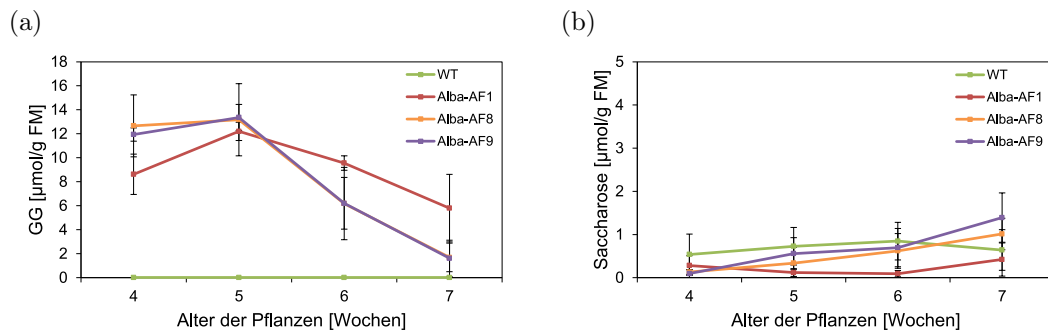 (a)
GG [µmol/g FM]
18
16
14
12
10
8
6
4
2
0
4
5
6
7
Alter der Pflanzen [Wochen]
WT
Alba-AF1
Alba-AF8
Alba-AF9
(b)
Saccharose [µmol/g FM]
5
4
3
2
1
0
4
5
6
7
Alter der Pflanzen [Wochen]
WT
Alba-AF1
Alba-AF8
Alba-AF9